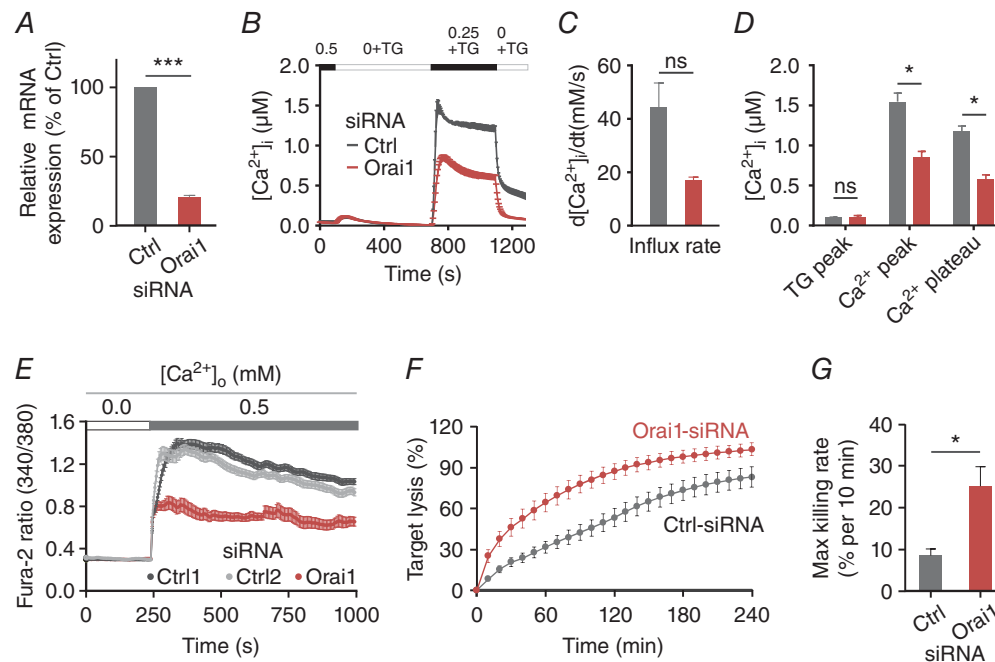 A
Relative mRNA
expression (% of Ctrl)
100
50
0
***
Ctrl
Orai1
siRNA
B
0.5
0+TG
0.25
+TG
0
+TG
[Ca²⁺]ᵢ (µM)
2.0
1.5
1.0
0.5
0.0
siRNA
Ctrl
Orai1
0
400
800
1200
Time (s)
C
d[Ca²⁺]ᵢ/dt(mM/s)
60
40
20
0
ns
Influx rate
D
[Ca²⁺]ᵢ (µM)
2.0
1.5
1.0
0.5
0.0
ns
*
*
TG peak
Ca²⁺ peak
Ca²⁺ plateau
E
[Ca²⁺]ₒ (mM)
0.0
0.5
Fura-2 ratio (340/380)
1.6
1.2
0.8
0.4
0.0
siRNA
Ctrl1
Ctrl2
Orai1
0
250
500
750
1000
Time (s)
F
Target lysis (%)
120
90
60
30
0
Orai1-siRNA
Ctrl-siRNA
0
60
120
180
240
Time (min)
G
Max killing rate
(% per 10 min)
40
30
20
10
0
*
Ctrl
Orai1
siRNA